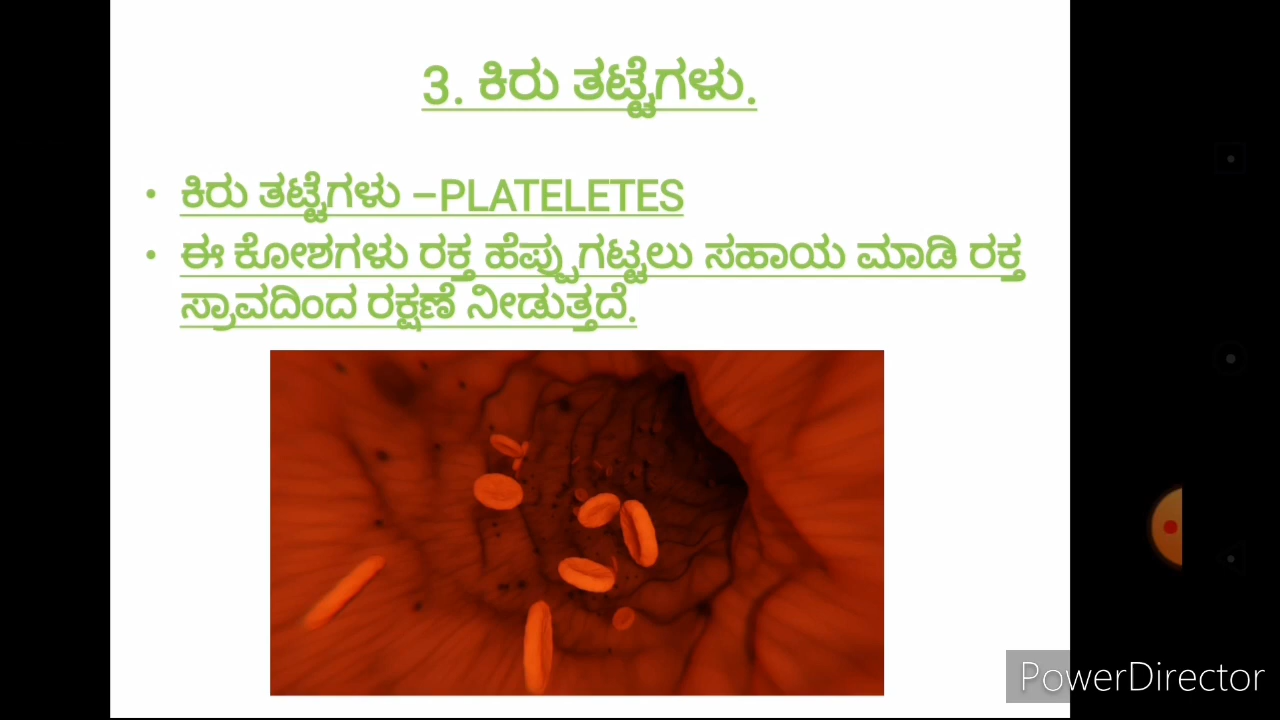 3. ಕಿರು ತಟ್ಟೆಗಳು.
• ಕಿರು ತಟ್ಟೆಗಳು –PLATELETES
• ಈ ಕೋಶಗಳು ರಕ್ತ ಹೆಪ್ಪುಗಟ್ಟಲು ಸಹಾಯ ಮಾಡಿ ರಕ್ತ
ಸ್ರಾವದಿಂದ ರಕ್ಷಣೆ ನೀಡುತ್ತದೆ.
PowerDirector